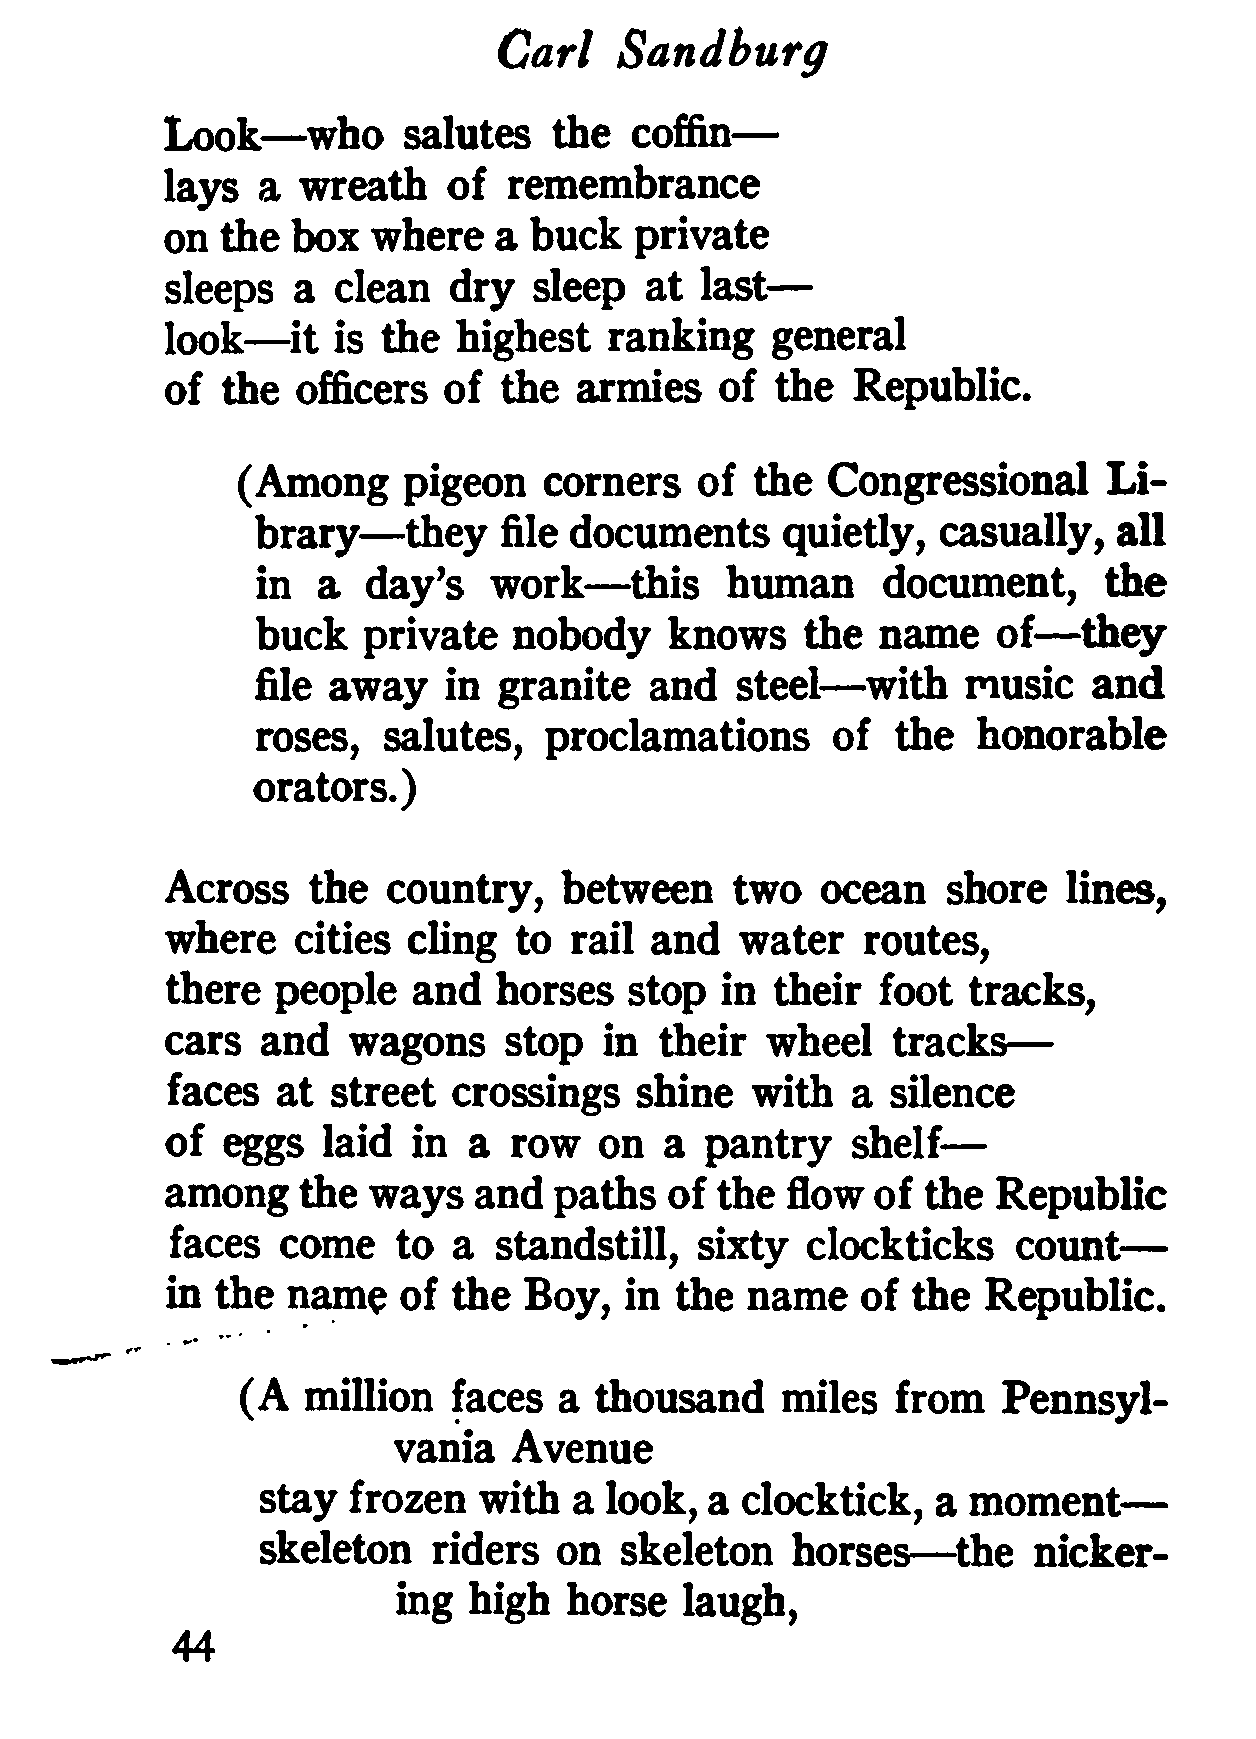 Carl Sandburg
Look—who salutes the coffin—
lays a wreath of remembrance
on the box where a buck private
sleeps a clean dry sleep at last—
look—it is the highest ranking general
of the officers of the armies of the Republic.
(Among pigeon corners of the Congressional Li-
brary—they file documents quietly, casually, all
in a day's work—this human document, the
buck private nobody knows the name of—they
file away in granite and steel—with music and
roses, salutes, proclamations of the honorable
orators.)
Across the country, between two ocean shore lines,
where cities cling to rail and water routes,
there people and horses stop in their foot tracks,
cars and wagons stop in their wheel tracks—
faces at street crossings shine with a silence
of eggs laid in a row on a pantry shelf—
among the ways and paths of the flow of the Republic
faces come to a standstill, sixty clockticks count—
in the name of the Boy, in the name of the Republic.
(A million faces a thousand miles from Pennsyl-
vania Avenue
stay frozen with a look, a clocktick, a moment—
skeleton riders on skeleton horses—the nicker-
ing high horse laugh,
44